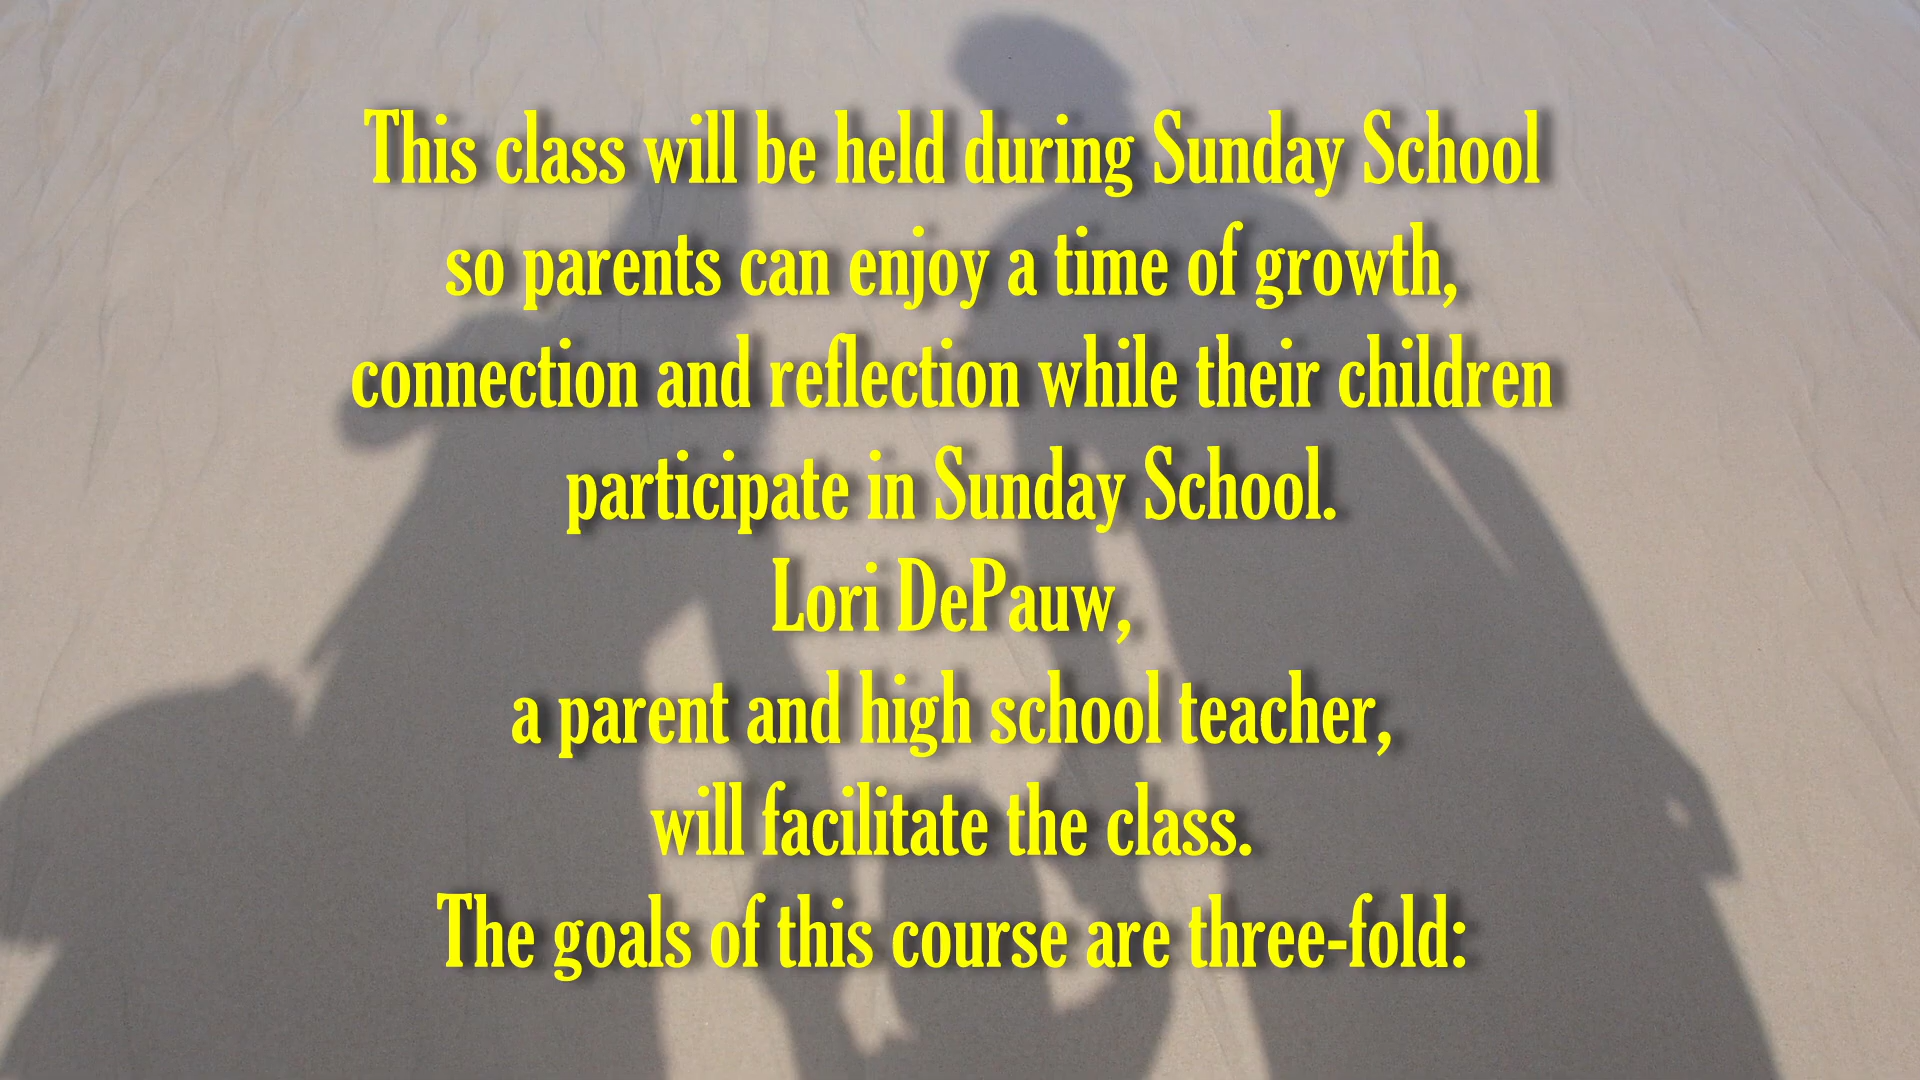 This class will be held during Sunday School
so parents can enjoy a time of growth,
connection and reflection while their children
participate in Sunday School.
Lori DePauw,
a parent and high school teacher,
will facilitate the class.
The goals of this course are three-fold: